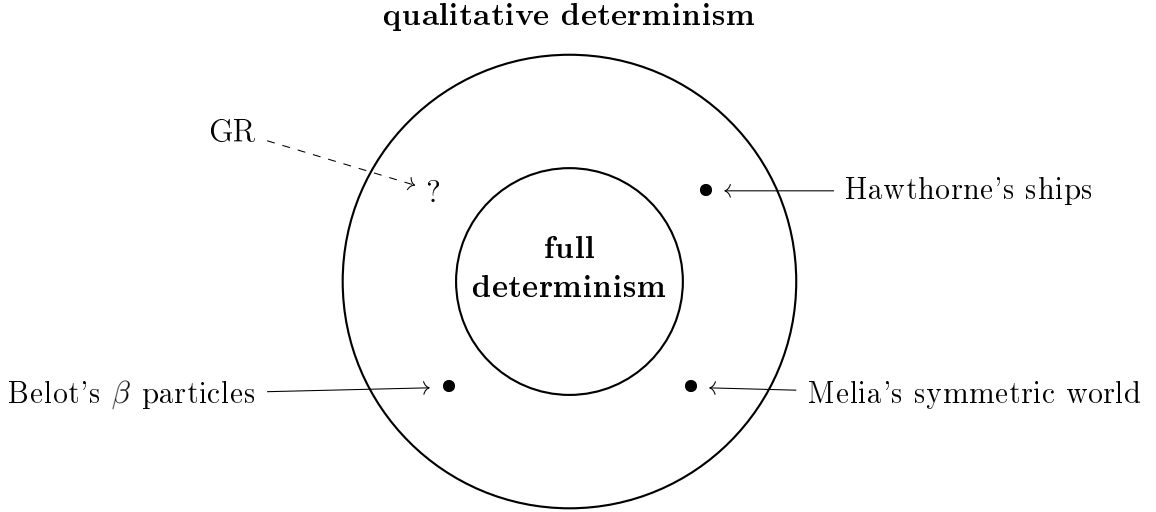 qualitative determinism
GR
?
Hawthorne's ships
full
determinism
Belot's β particles
Melia's symmetric world